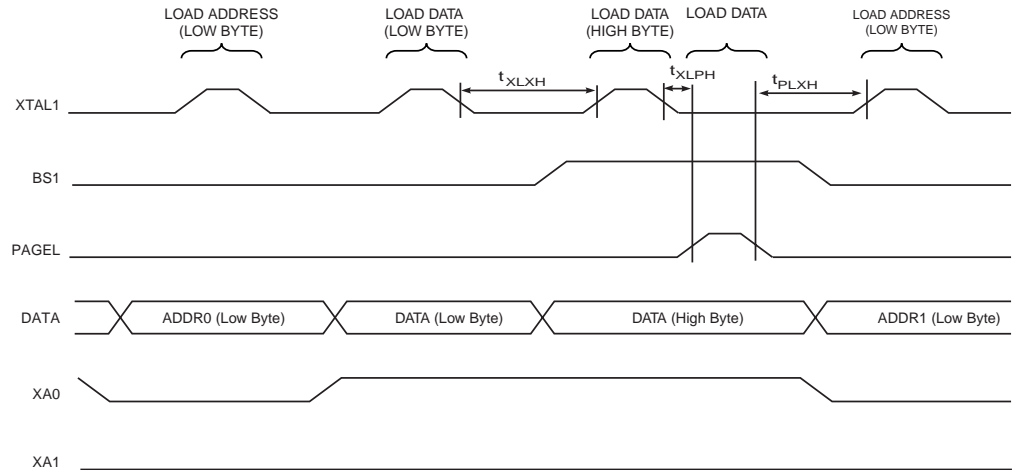 LOAD ADDRESS
(LOW BYTE)
LOAD DATA
(LOW BYTE)
LOAD DATA
(HIGH BYTE)
LOAD DATA
LOAD ADDRESS
(LOW BYTE)
tXLXH
tXLPH
tPLXH
XTAL1
BS1
PAGEL
DATA
ADDR0 (Low Byte)
DATA (Low Byte)
DATA (High Byte)
ADDR1 (Low Byte)
XA0
XA1